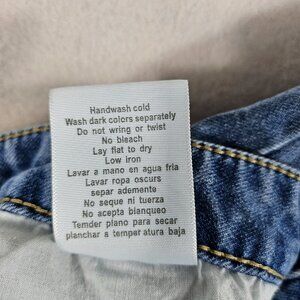 Handwash cold
Wash dark colors separately
Do not wring or twist
No bleach
Lay flat to dry
Low iron
Lavar a mano en agua fria
Lavar ropa oscurs
separ ademente
No seque ni tuerza
No acepta blanqueo
Temder plano para secar
planchar a temperatura baja